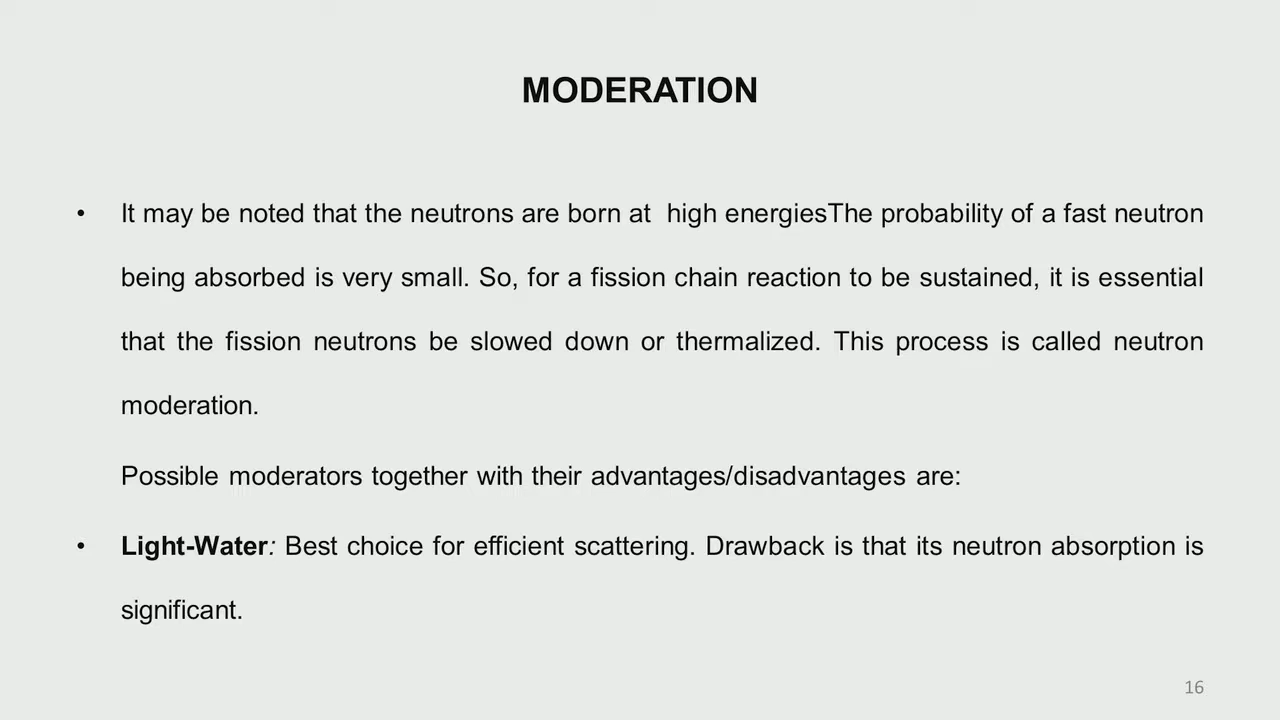 MODERATION
• It may be noted that the neutrons are born at  high energiesThe probability of a fast neutron
being absorbed is very small. So, for a fission chain reaction to be sustained, it is essential
that the fission neutrons be slowed down or thermalized. This process is called neutron
moderation.
Possible moderators together with their advantages/disadvantages are:
• Light-Water: Best choice for efficient scattering. Drawback is that its neutron absorption is
significant.
16